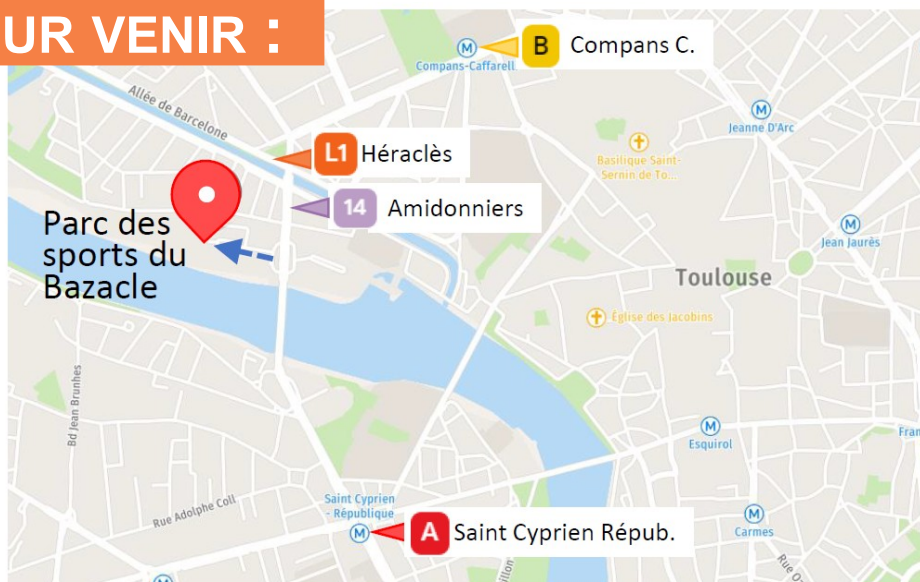 UR VENIR :
B Compans C.
Compans-Caffarelli
Allée de Barcelone
Jeanne D'Arc
L1 Héraclès
Basilique Saint-
Sernin de To...
14 Amidonniers
Parc des
sports du
Bazacle
Jean Jaurès
Toulouse
Église des Jacobins
Bd Jean Brunhes
Esquirol
Fran
Saint Cyprien
- République
Rue Adolphe Coll
A Saint Cyprien Répub.
Carmes